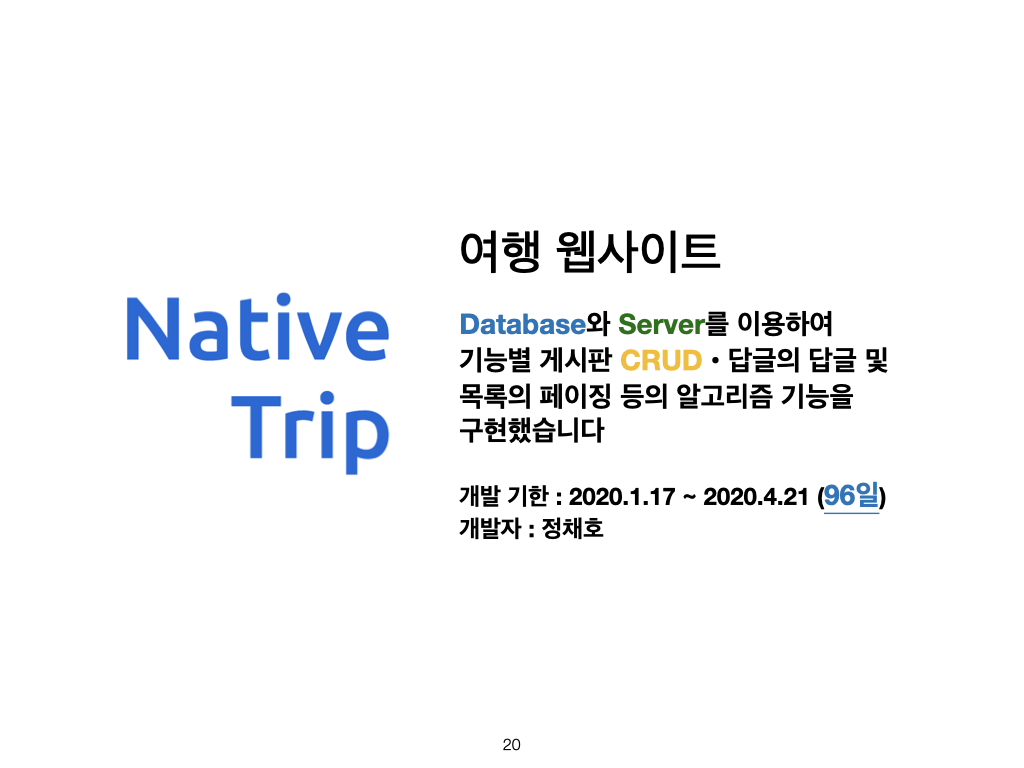 Native
Trip
여행 웹사이트
Database와 Server를 이용하여
기능별 게시판 CRUD • 답글의 답글 및
목록의 페이징 등의 알고리즘 기능을
구현했습니다
개발 기한 : 2020.1.17 ~ 2020.4.21 (96일)
개발자 : 정채호
20